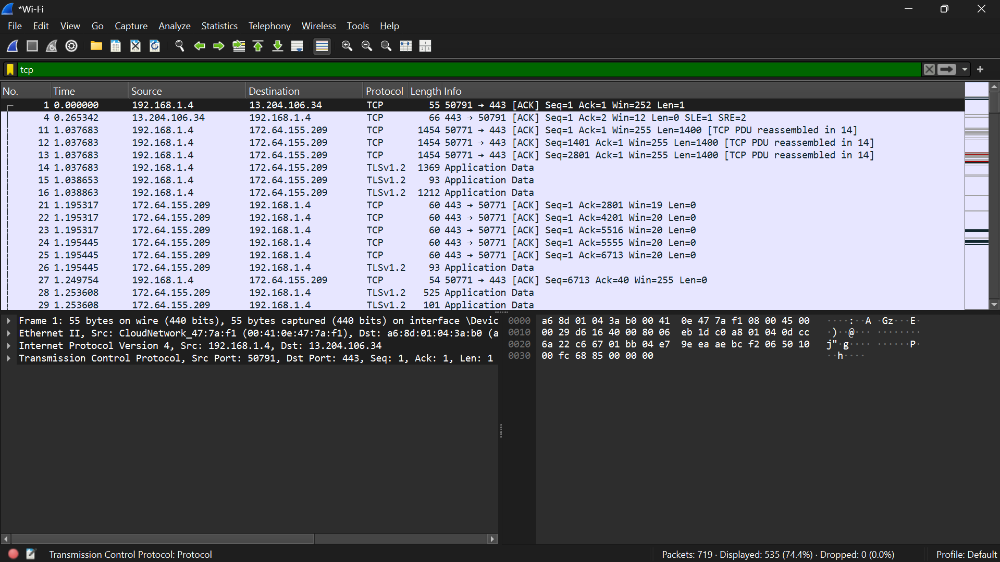 *Wi-Fi
File Edit View Go Capture Analyze Statistics Telephony Wireless Tools Help
tcp
No. Time Source Destination Protocol Length Info
1 0.000000 192.168.1.4 13.204.106.34 TCP 55 50791 → 443 [ACK] Seq=1 Ack=1 Win=252 Len=1
4 0.265342 13.204.106.34 192.168.1.4 TCP 66 443 → 50791 [ACK] Seq=1 Ack=2 Win=12 Len=0 SLE=1 SRE=2
11 1.037683 192.168.1.4 172.64.155.209 TCP 1454 50771 → 443 [ACK] Seq=1 Ack=1 Win=255 Len=1400 [TCP PDU reassembled in 14]
12 1.037683 192.168.1.4 172.64.155.209 TCP 1454 50771 → 443 [ACK] Seq=1401 Ack=1 Win=255 Len=1400 [TCP PDU reassembled in 14]
13 1.037683 192.168.1.4 172.64.155.209 TCP 1454 50771 → 443 [ACK] Seq=2801 Ack=1 Win=255 Len=1400 [TCP PDU reassembled in 14]
14 1.037683 192.168.1.4 172.64.155.209 TLSv1.2 1369 Application Data
15 1.038653 192.168.1.4 172.64.155.209 TLSv1.2 93 Application Data
16 1.038863 192.168.1.4 172.64.155.209 TLSv1.2 1212 Application Data
21 1.195317 172.64.155.209 192.168.1.4 TCP 60 443 → 50771 [ACK] Seq=1 Ack=2801 Win=19 Len=0
22 1.195317 172.64.155.209 192.168.1.4 TCP 60 443 → 50771 [ACK] Seq=1 Ack=4201 Win=20 Len=0
23 1.195317 172.64.155.209 192.168.1.4 TCP 60 443 → 50771 [ACK] Seq=1 Ack=5516 Win=20 Len=0
24 1.195445 172.64.155.209 192.168.1.4 TCP 60 443 → 50771 [ACK] Seq=1 Ack=5555 Win=20 Len=0
25 1.195445 172.64.155.209 192.168.1.4 TCP 60 443 → 50771 [ACK] Seq=1 Ack=6713 Win=20 Len=0
26 1.195445 172.64.155.209 192.168.1.4 TLSv1.2 93 Application Data
27 1.249754 192.168.1.4 172.64.155.209 TCP 54 50771 → 443 [ACK] Seq=6713 Ack=40 Win=255 Len=0
28 1.253608 172.64.155.209 192.168.1.4 TLSv1.2 525 Application Data
29 1.253608 172.64.155.209 192.168.1.4 TLSv1.2 101 Application Data
Frame 1: 55 bytes on wire (440 bits), 55 bytes captured (440 bits) on interface \Devic
Ethernet II, Src: CloudNetwork_47:7a:f1 (00:41:0e:47:7a:f1), Dst: a6:8d:01:04:3a:b0 (a
Internet Protocol Version 4, Src: 192.168.1.4, Dst: 13.204.106.34
Transmission Control Protocol, Src Port: 50791, Dst Port: 443, Seq: 1, Ack: 1, Len: 1
0000 a6 8d 01 04 3a b0 00 41 0e 47 7a f1 08 00 45 00 ····:··A ·Gz···E·
0010 00 29 d6 16 40 00 80 06 eb 1d c0 a8 01 04 0d cc ·)··@··· ········
0020 6a 22 c6 67 01 bb 04 e7 9e ea ae bc f2 06 50 10 j"·g···· ······P·
0030 00 fc 68 85 00 00 00 ··h····
Transmission Control Protocol: Protocol
Packets: 719 · Displayed: 535 (74.4%) · Dropped: 0 (0.0%)
Profile: Default